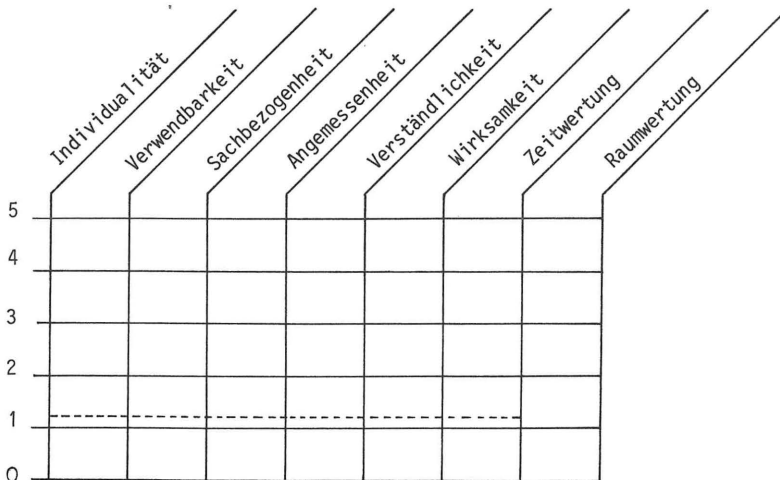 Individualität
Verwendbarkeit
Sachbezogenheit
Angemessenheit
Verständlichkeit
Wirksamkeit
Zeitwertung
Raumwertung
5
4
3
2
1
0